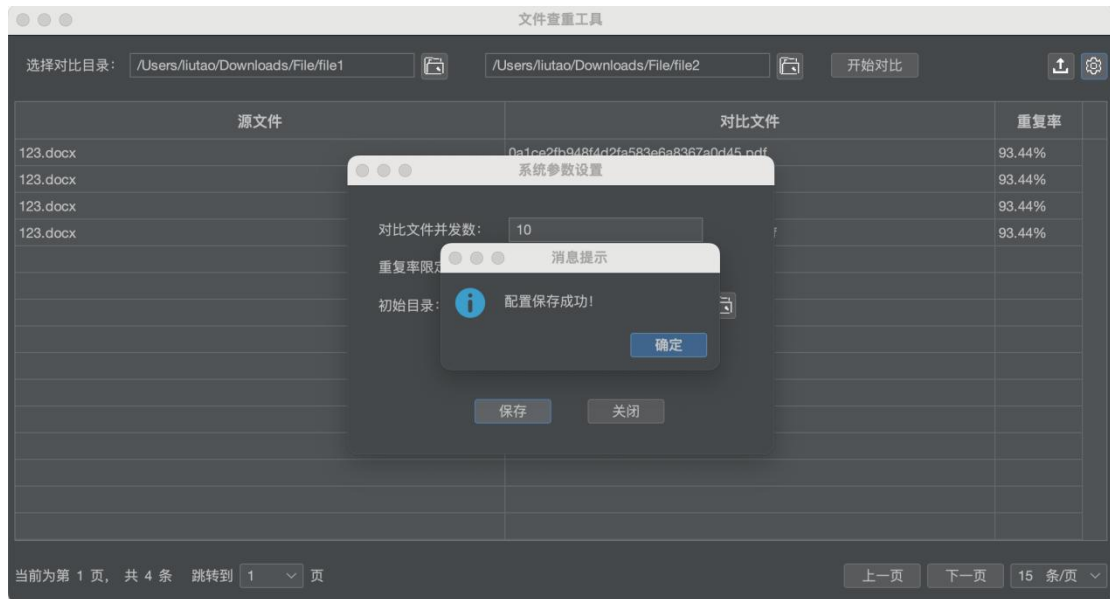 文件查重工具
选择对比目录： /Users/liutao/Downloads/File/file1 /Users/liutao/Downloads/File/file2 开始对比
源文件 对比文件 重复率
123.docx 0a1ce2fb948f4d2fa583e6a8367a0d45.pdf 93.44%
123.docx 93.44%
123.docx 93.44%
123.docx 93.44%
系统参数设置
对比文件并发数： 10
重复率限定
初始目录：
消息提示
配置保存成功！
确定
保存 关闭
当前为第 1 页， 共 4 条 跳转到 1 页 上一页 下一页 15 条/页